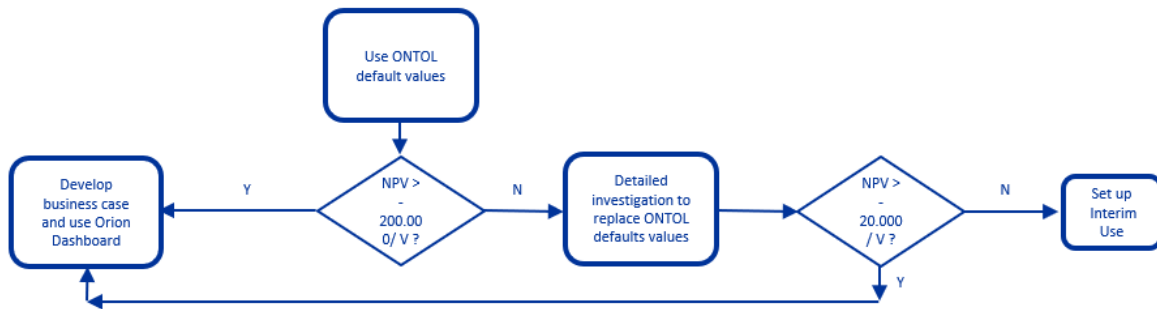 Use ONTOL
default values
Develop
business case
and use Orion
Dashboard
Y
NPV >
-
200.00
0/ V ?
N
Detailed
investigation to
replace ONTOL
defaults values
NPV >
-
20.000
/ V ?
N
Set up
Interim
Use
Y